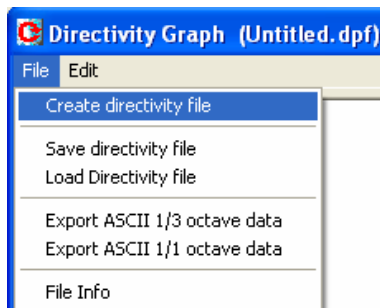 Directivity Graph (Untitled.dpf)
File Edit
Create directivity file
Save directivity file
Load Directivity file
Export ASCII 1/3 octave data
Export ASCII 1/1 octave data
File Info